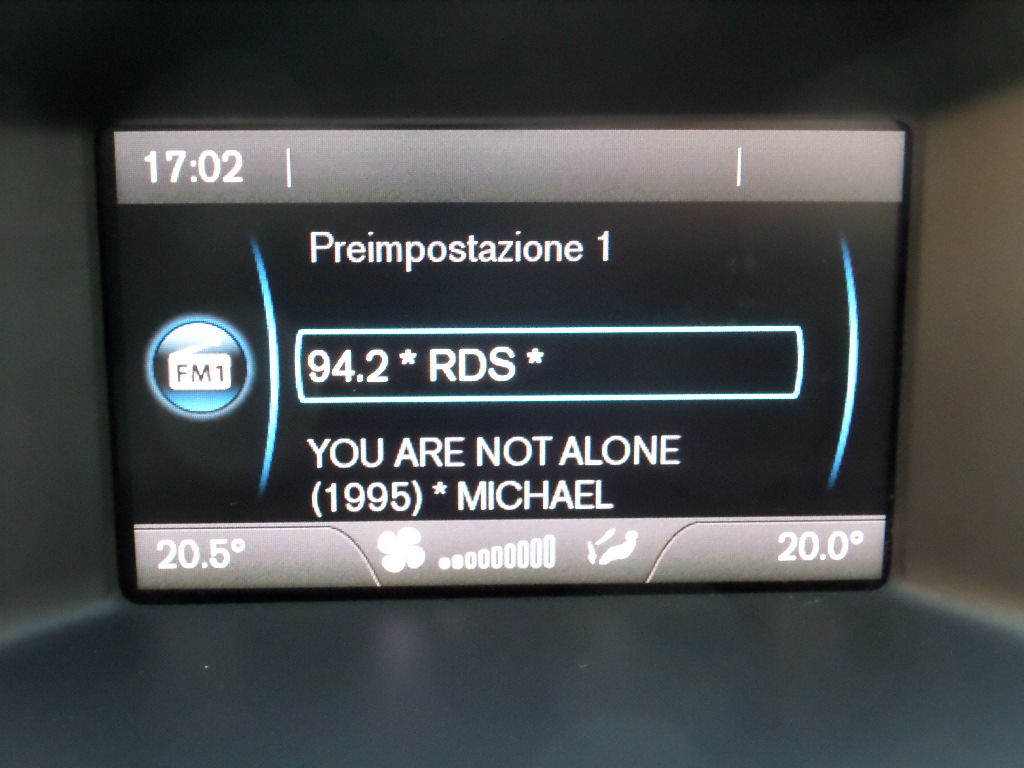 17:02
Preimpostazione 1
FM1
94.2 * RDS *
YOU ARE NOT ALONE
(1995) * MICHAEL
20.5°
20.0°